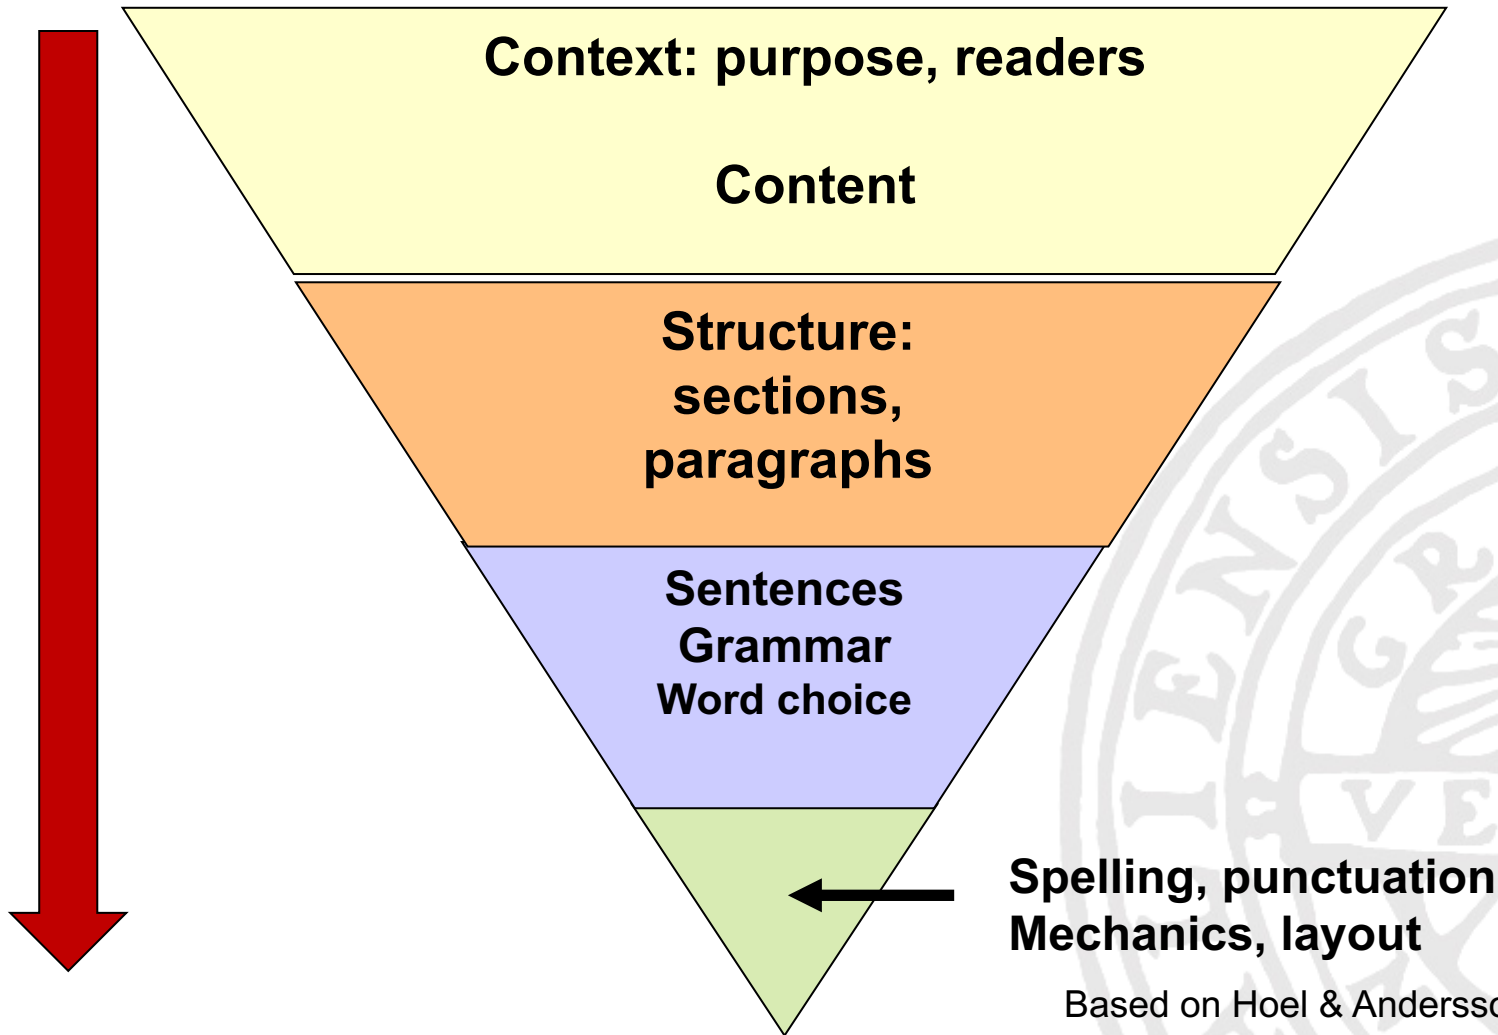 Context: purpose, readers
Content
Structure:
sections,
paragraphs
Sentences
Grammar
Word choice
Spelling, punctuation
Mechanics, layout
Based on Hoel &